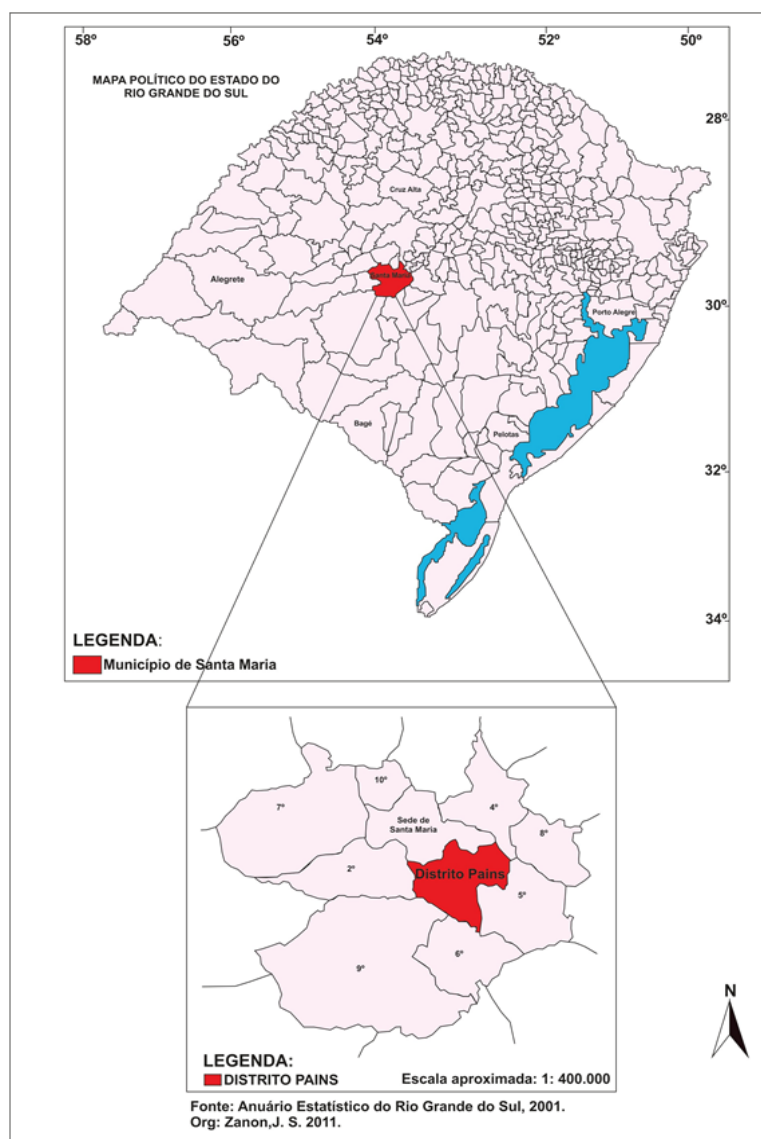 58º 56º 54º 52º 50º
MAPA POLÍTICO DO ESTADO DO
RIO GRANDE DO SUL
28º
Cruz Alta
Santa Maria
Alegrete
30º
Porto Alegre
Bagé
Pelotas
32º
34º
LEGENDA:
Município de Santa Maria
10º
7º
4º
Sede de
Santa Maria
8º
2º
Distrito Pains
5º
6º
9º
N
LEGENDA:
DISTRITO PAINS Escala aproximada: 1: 400.000
Fonte: Anuário Estatístico do Rio Grande do Sul, 2001.
Org: Zanon,J. S. 2011.